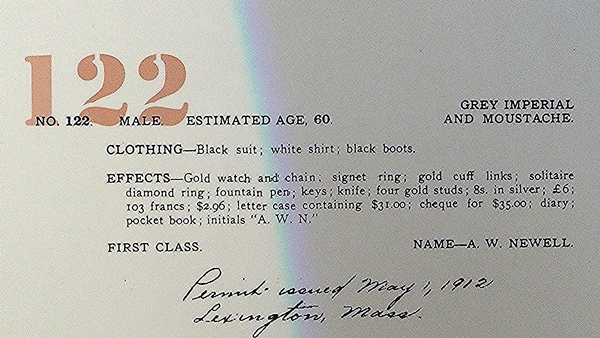 122
NO. 122. MALE. ESTIMATED AGE, 60. GREY IMPERIAL AND MOUSTACHE.
CLOTHING—Black suit; white shirt; black boots.
EFFECTS—Gold watch and chain; signet ring; gold cuff links; solitaire
diamond ring; fountain pen; keys; knife; four gold studs; 8s. in silver; £6;
103 francs; $2.96; letter case containing $31.00; cheque for $35.00; diary;
pocket book; initials "A. W. N."
FIRST CLASS. NAME—A. W. NEWELL.
Permit issued May 1, 1912
Lexington, Mass.